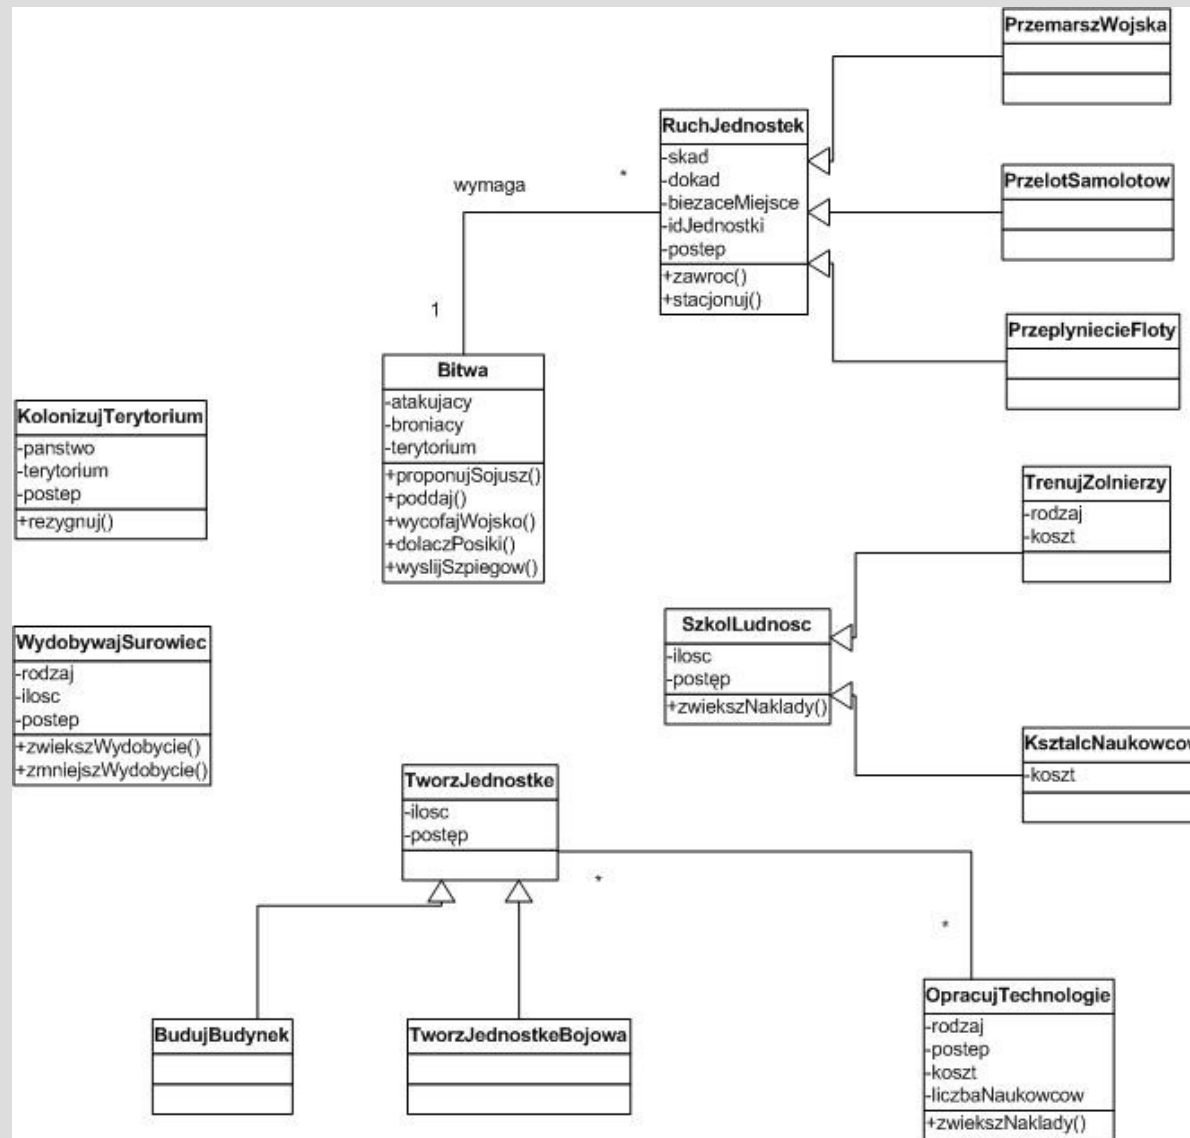 PrzemarszWojska
RuchJednostek
-skad
-dokad
-biezaceMiejsce
-idJednostki
-postep
+zawroc()
+stacjonuj()
PrzelotSamolotow
PrzeplyniecieFloty
wymaga
*
1
Bitwa
-atakujacy
-broniacy
-terytorium
+proponujSojusz()
+poddaj()
+wycofajWojsko()
+dolaczPosiki()
+wyslijSzpiegow()
KolonizujTerytorium
-panstwo
-terytorium
-postep
+rezygnuj()
TrenujZolnierzy
-rodzaj
-koszt
SzkolLudnosc
-ilosc
-postęp
+zwiekszNaklady()
WydobywajSurowiec
-rodzaj
-ilosc
-postep
+zwiekszWydobycie()
+zmniejszWydobycie()
KsztalcNaukowcow
-koszt
TworzJednostke
-ilosc
-postęp
*
*
BudujBudynek
TworzJednostkeBojowa
OpracujTechnologie
-rodzaj
-postep
-koszt
-liczbaNaukowcow
+zwiekszNaklady()